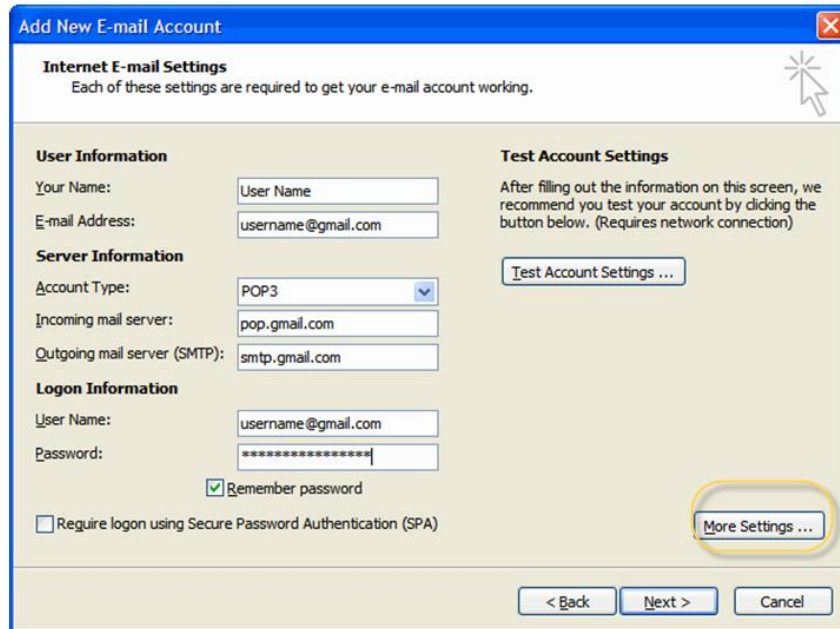 Add New E-mail Account
Internet E-mail Settings
Each of these settings are required to get your e-mail account working.
User Information
Your Name:
User Name
E-mail Address:
username@gmail.com
Server Information
Account Type:
POP3
Incoming mail server:
pop.gmail.com
Outgoing mail server (SMTP):
smtp.gmail.com
Logon Information
User Name:
username@gmail.com
Password:
****************
Remember password
Require logon using Secure Password Authentication (SPA)
Test Account Settings
After filling out the information on this screen, we
recommend you test your account by clicking the
button below. (Requires network connection)
Test Account Settings ...
More Settings ...
< Back
Next >
Cancel